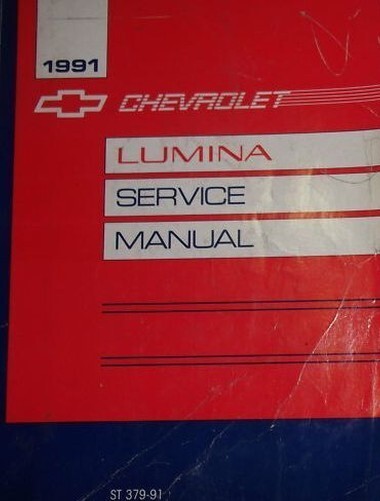 1991
CHEVROLET
LUMINA
SERVICE
MANUAL
ST 379-91